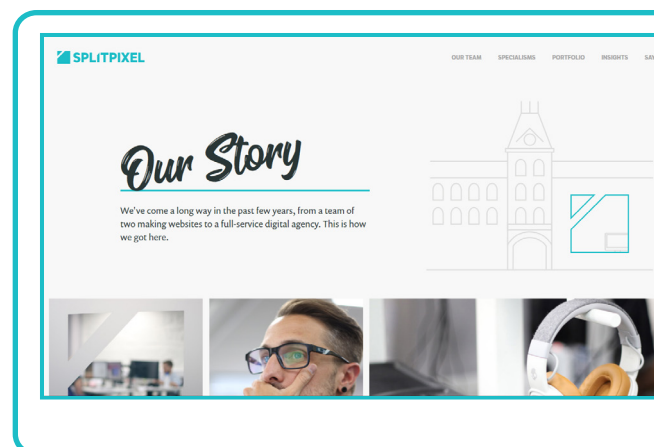 SPLITPIXEL
OUR TEAM SPECIALISMS PORTFOLIO INSIGHTS
Our Story
We've come a long way in the past few years, from a team of
two making websites to a full-service digital agency. This is how
we got here.